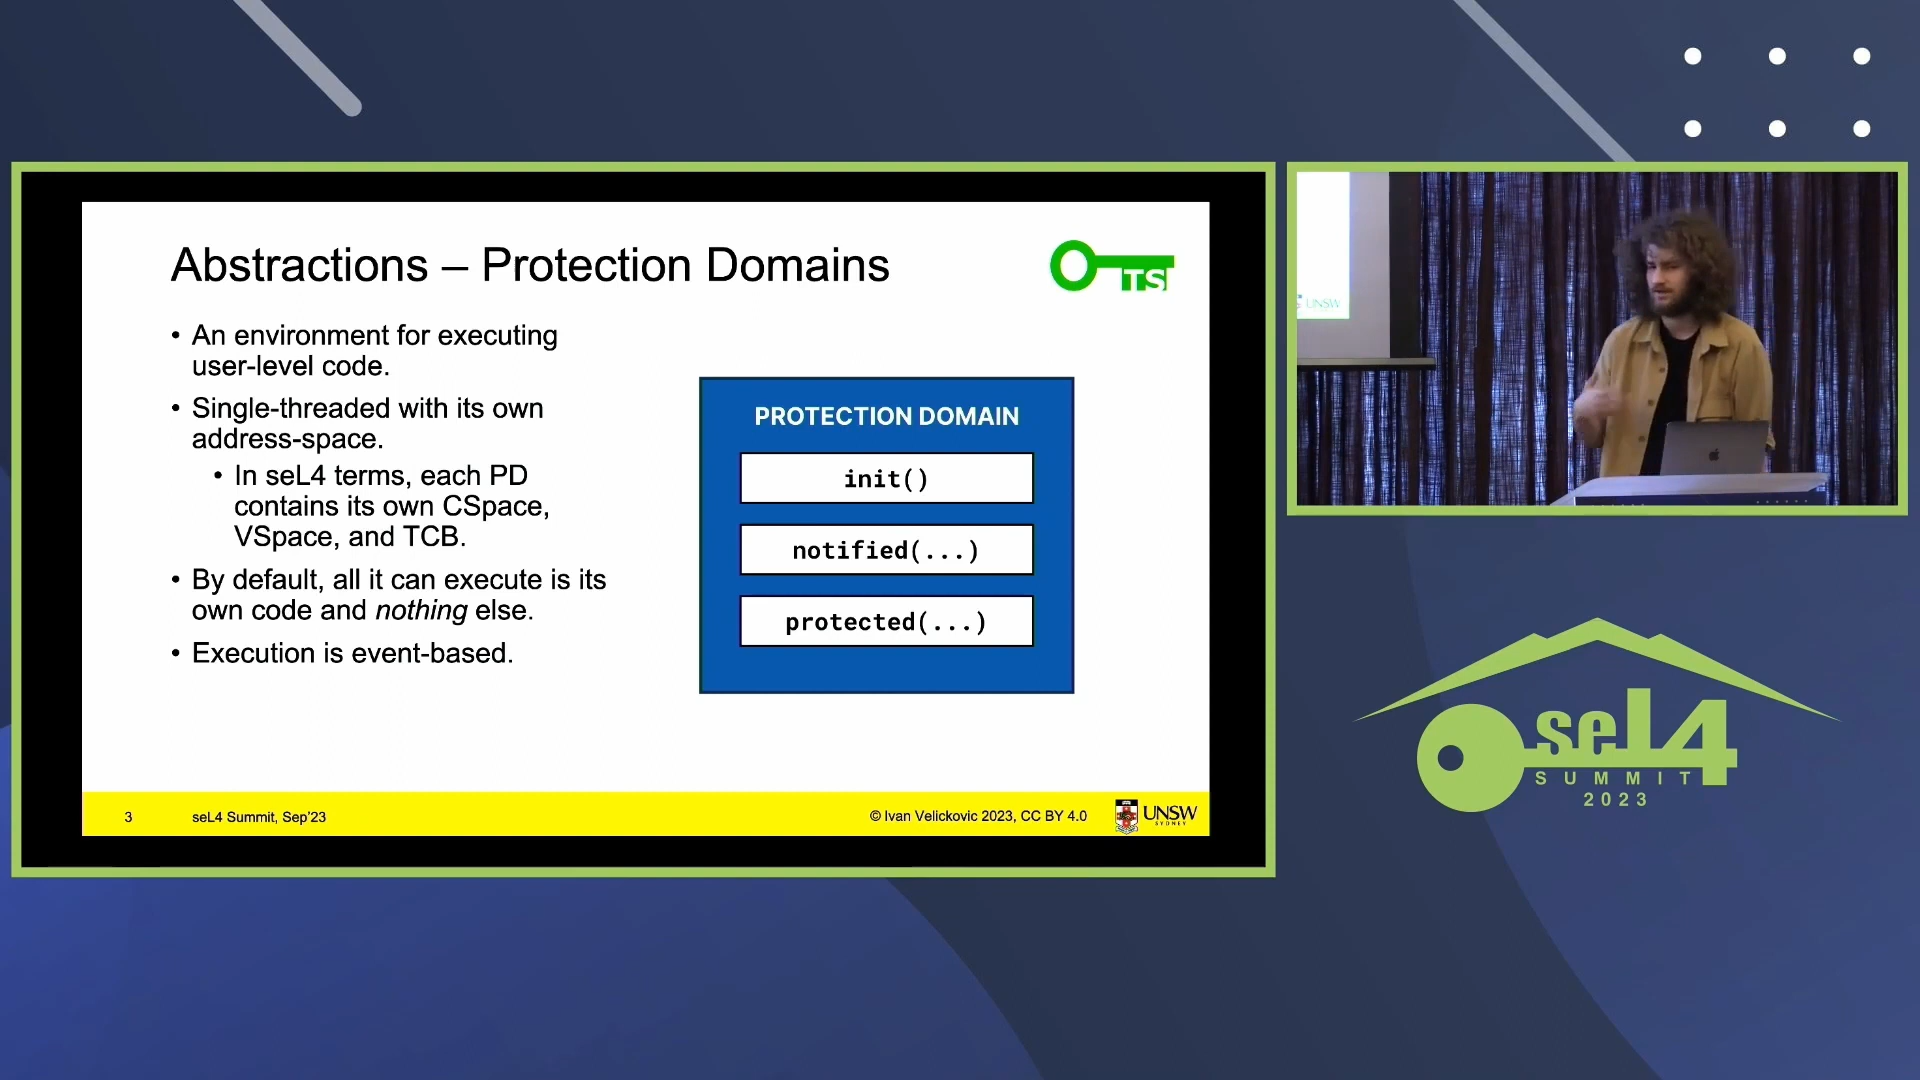 Abstractions – Protection Domains
TS
• An environment for executing
user-level code.
• Single-threaded with its own
address-space.
• In seL4 terms, each PD
contains its own CSpace,
VSpace, and TCB.
• By default, all it can execute is its
own code and nothing else.
• Execution is event-based.
PROTECTION DOMAIN
init()
notified(...)
protected(...)
3
seL4 Summit, Sep’23
© Ivan Velickovic 2023, CC BY 4.0
UNSW
SYDNEY
UNSW
seL4
SUMMIT
2023